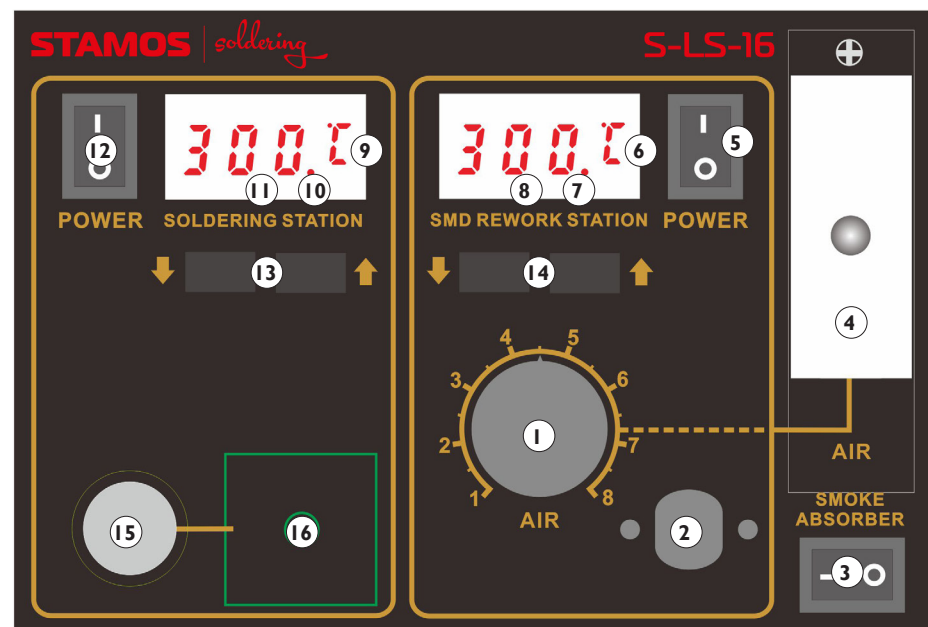 STAMOS soldering S-LS-16
12 300.°C 9 300.°C 6 5
11 10 8 7
POWER SOLDERING STATION SMD REWORK STATION POWER
13 14
4
4 5
3 6
1
2 7
AIR
1 8
AIR
SMOKE
ABSORBER
15 16 2
3